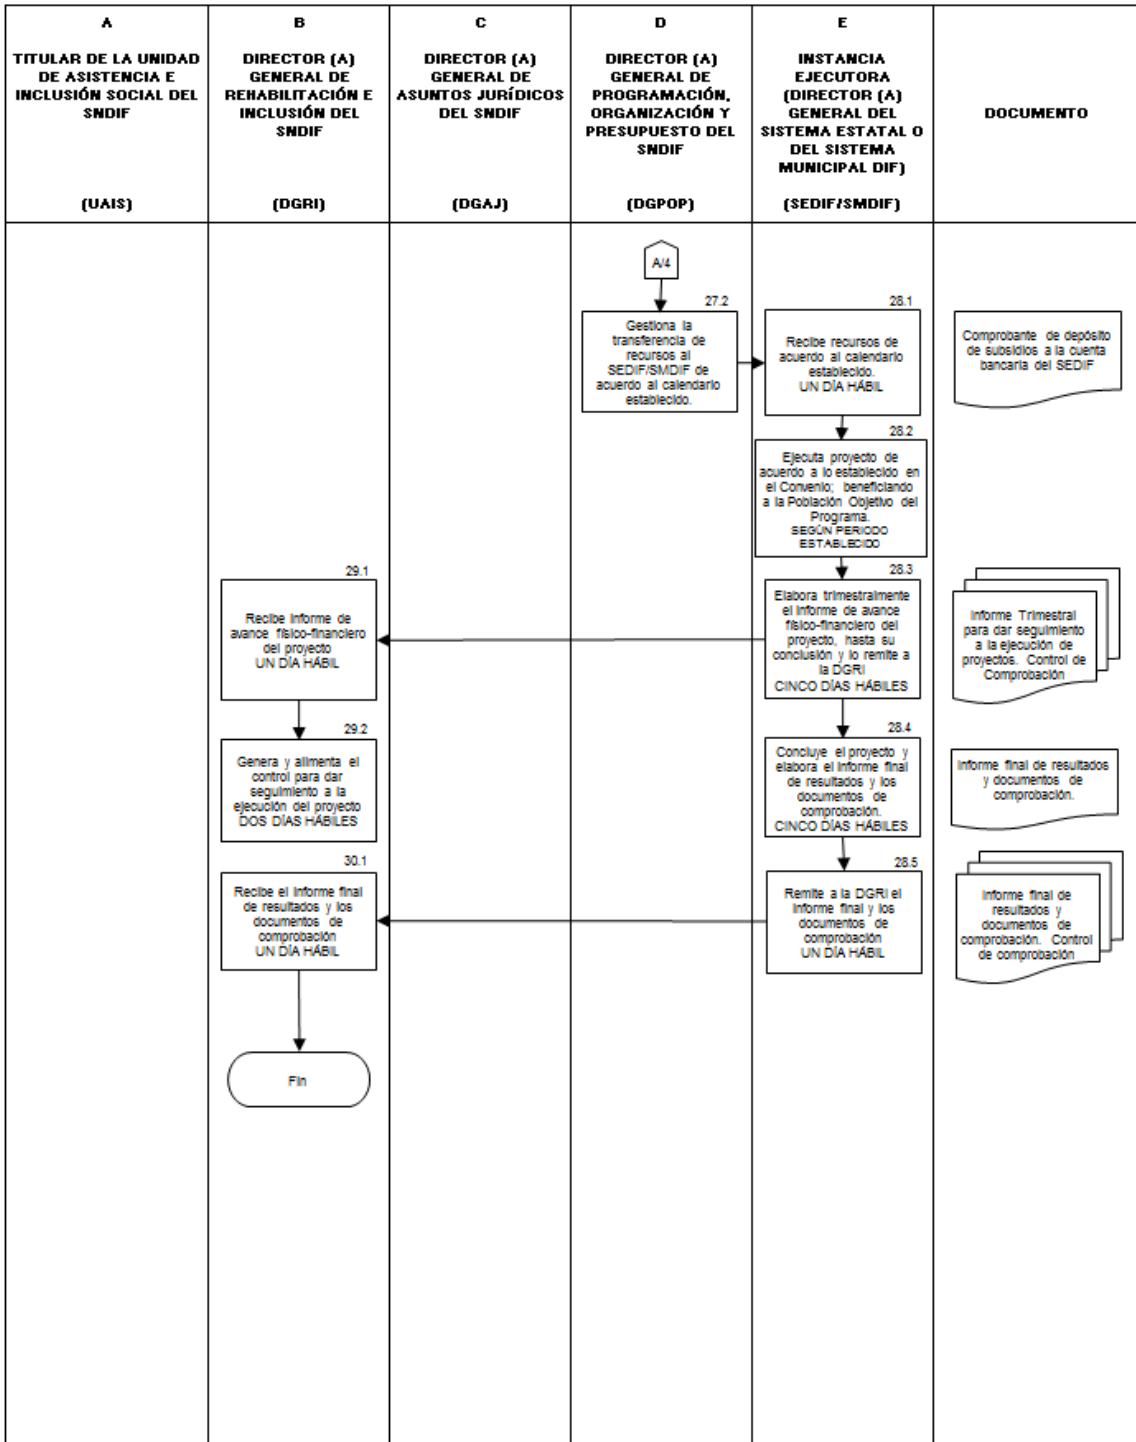 A
TITULAR DE LA UNIDAD
DE ASISTENCIA E
INCLUSIÓN SOCIAL DEL
SNDIF
(UAIS)
B
DIRECTOR (A)
GENERAL DE
REHABILITACIÓN E
INCLUSIÓN DEL
SNDIF
(DGRI)
C
DIRECTOR (A)
GENERAL DE
ASUNTOS JURÍDICOS
DEL SNDIF
(DGAJ)
D
DIRECTOR (A)
GENERAL DE
PROGRAMACIÓN,
ORGANIZACIÓN Y
PRESUPUESTO DEL
SNDIF
(DGPOP)
E
INSTANCIA
EJECUTORA
(DIRECTOR (A)
GENERAL DEL
SISTEMA ESTATAL O
DEL SISTEMA
MUNICIPAL DIF)
(SEDIF/SMDIF)
DOCUMENTO
A/4
27.2
Gestiona la
transferencia de
recursos al
SEDIF/SMDIF de
acuerdo al calendario
establecido.
28.1
Recibe recursos de
acuerdo al calendario
establecido.
UN DÍA HÁBIL
Comprobante de depósito
de subsidios a la cuenta
bancaria del SEDIF
28.2
Ejecuta proyecto de
acuerdo a lo establecido en
el Convenio; beneficiando
a la Población Objetivo del
Programa.
SEGÚN PERIODO
ESTABLECIDO
28.3
Elabora trimestralmente
el informe de avance
físico-financiero del
proyecto, hasta su
conclusión y lo remite a
la DGRI
CINCO DÍAS HÁBILES
Informe Trimestral
para dar seguimiento
a la ejecución de
proyectos. Control de
Comprobación
29.1
Recibe informe de
avance físico-financiero
del proyecto
UN DÍA HÁBIL
29.2
Genera y alimenta el
control para dar
seguimiento a la
ejecución del proyecto
DOS DÍAS HÁBILES
28.4
Concluye el proyecto y
elabora el informe final
de resultados y los
documentos de
comprobación.
CINCO DÍAS HÁBILES
Informe final de resultados
y documentos de
comprobación.
30.1
Recibe el informe final
de resultados y los
documentos de
comprobación
UN DÍA HÁBIL
28.5
Remite a la DGRI el
informe final y los
documentos de
comprobación
UN DÍA HÁBIL
Informe final de
resultados y
documentos de
comprobación. Control
de comprobación
Fin